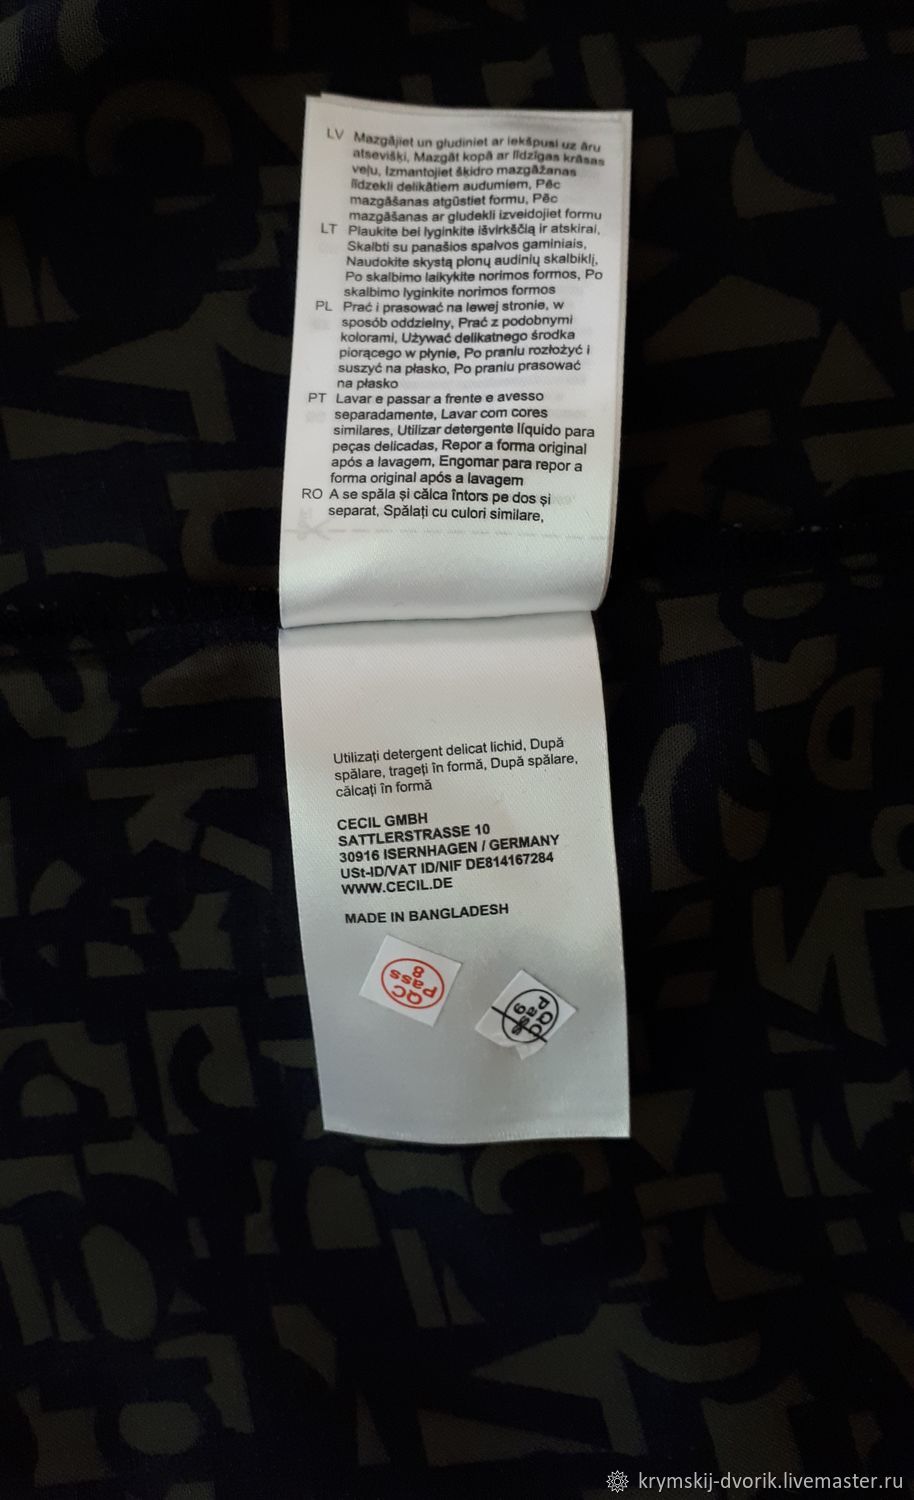 LV Mazgājiet un gludiniet ar iekšpusi uz āru
atsevišķi, Mazgāt kopā ar līdzīgas krāsas
veļu, Izmantojiet šķidro mazgāžanas
līdzekli delikātiem audumiem, Pēc
mazgāšanas atgūstiet formu, Pēc
mazgāšanas ar gludekli izveidojiet formu
LT Plaukite bei lyginkite išvirkščią ir atskirai,
Skalbti su panašios spalvos gaminiais,
Naudokite skystą plonų audinių skalbiklį,
Po skalbimo laikykite norimos formos, Po
skalbimo lyginkite norimos formos
PL Prać i prasować na lewej stronie, w
sposób oddzielny, Prać z podobnymi
kolorami, Używać delikatnego środka
piorącego w płynie, Po praniu rozłożyć i
suszyć na płasko, Po praniu prasować
na płasko
PT Lavar e passar a frente e avesso
separadamente, Lavar com cores
similares, Utilizar detergente líquido para
peças delicadas, Repor a forma original
após a lavagem, Engomar para repor a
forma original após a lavagem
RO A se spăla și călca întors pe dos și
separat, Spălați cu culori similare,
Utilizați detergent delicat lichid, După
spălare, trageți în formă, După spălare,
călcați în formă
CECIL GMBH
SATTLERSTRASSE 10
30916 ISERNHAGEN / GERMANY
USt-ID/VAT ID/NIF DE814167284
WWW.CECIL.DE
MADE IN BANGLADESH
QC
Pass
8
QC
Pass
9
krymskij-dvorik.livemaster.ru